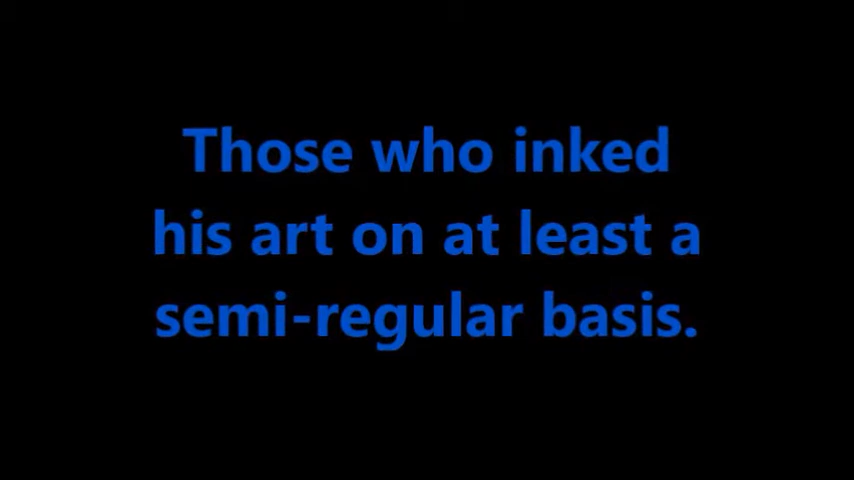 Those who inked
his art on at least a
semi-regular basis.